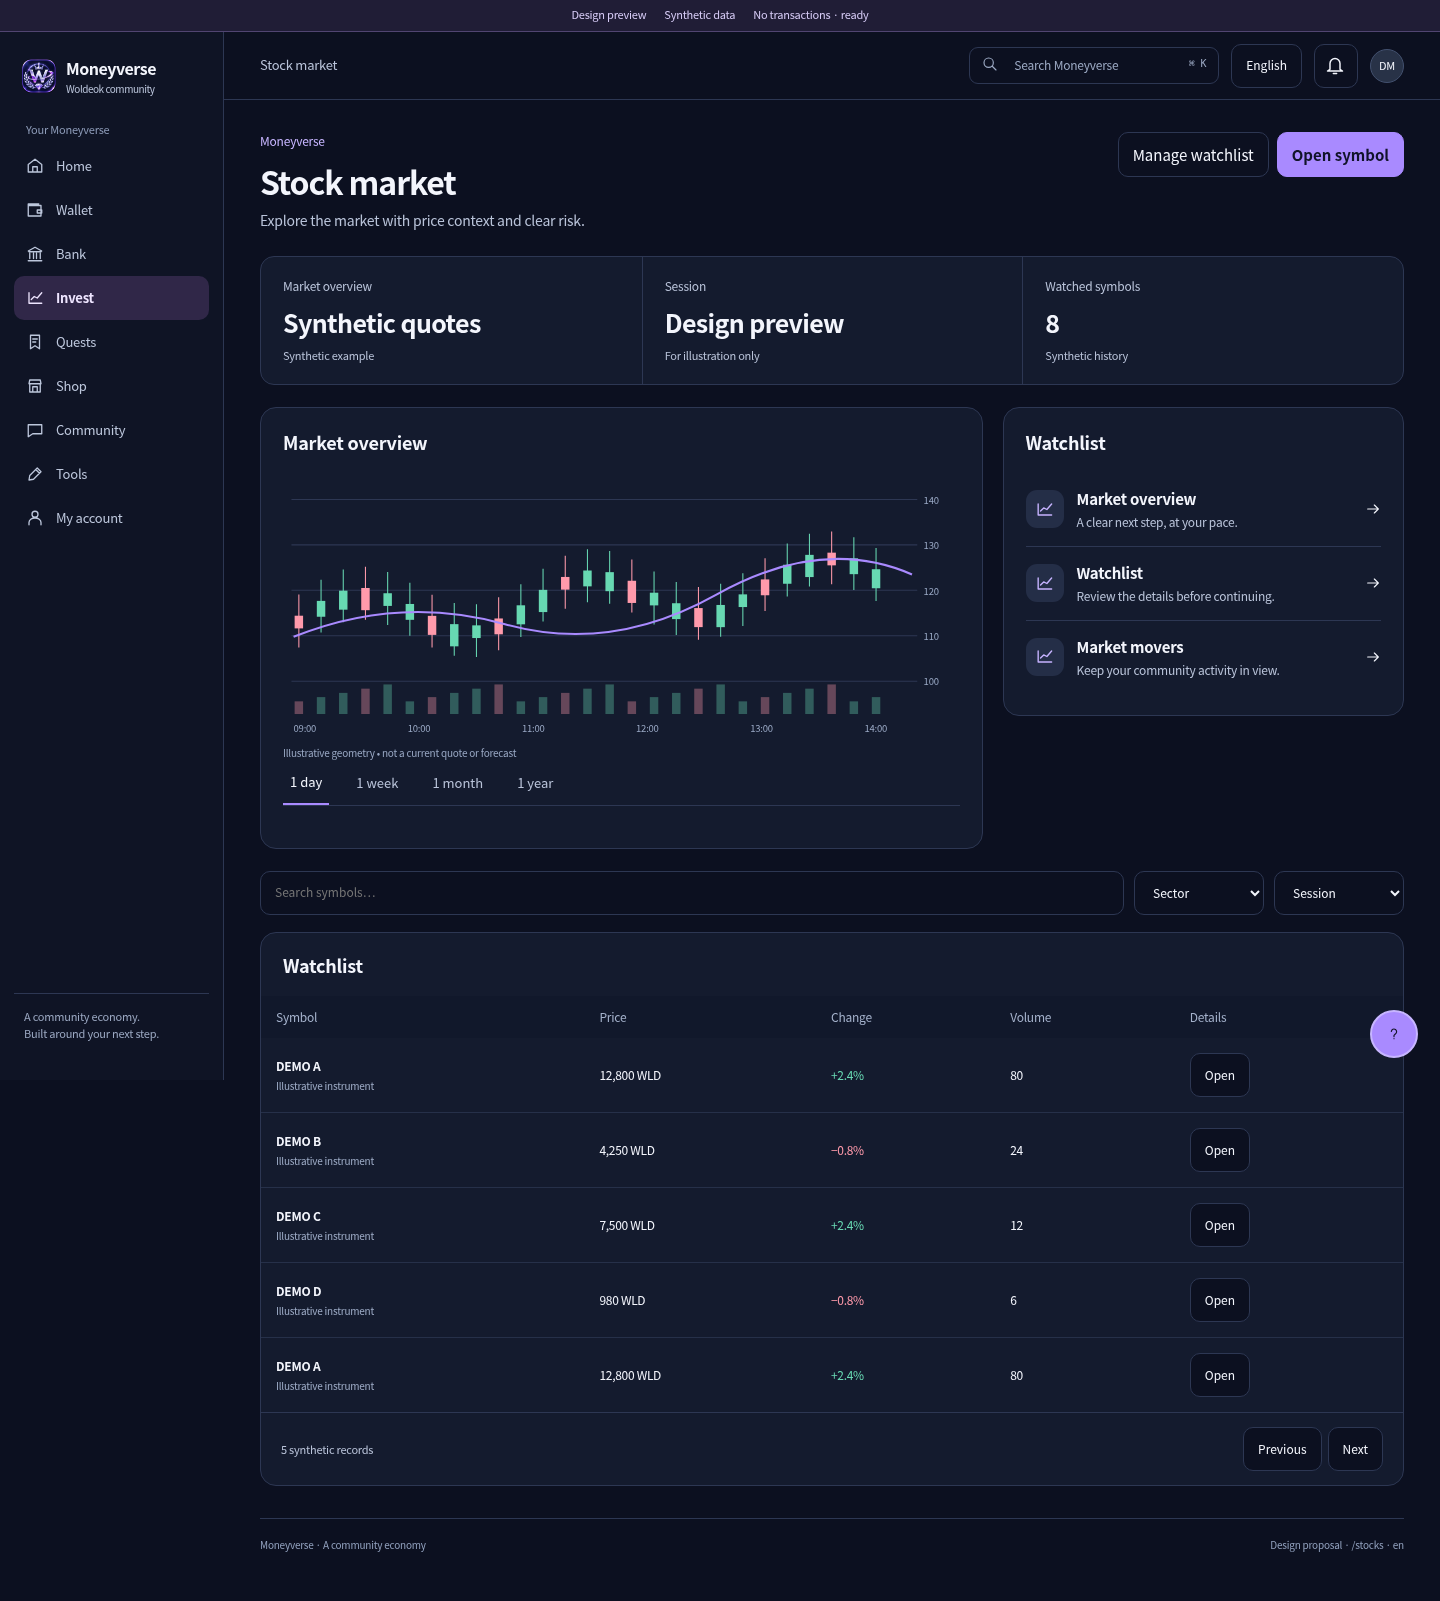 Design preview Synthetic data No transactions · ready
Moneyverse
Woldeok community
Your Moneyverse
Home
Wallet
Bank
Invest
Quests
Shop
Community
Tools
My account
A community economy.
Built around your next step.
Stock market
Search Moneyverse ⌘ K
English
DM
Moneyverse
Stock market
Explore the market with price context and clear risk.
Manage watchlist
Open symbol
Market overview
Synthetic quotes
Synthetic example
Session
Design preview
For illustration only
Watched symbols
8
Synthetic history
Market overview
140
130
120
110
100
09:00 10:00 11:00 12:00 13:00 14:00
Illustrative geometry • not a current quote or forecast
1 day 1 week 1 month 1 year
Watchlist
Market overview
A clear next step, at your pace.
Watchlist
Review the details before continuing.
Market movers
Keep your community activity in view.
Search symbols…
Sector
Session
Watchlist
Symbol Price Change Volume Details
DEMO A
Illustrative instrument
12,800 WLD +2.4% 80 Open
DEMO B
Illustrative instrument
4,250 WLD −0.8% 24 Open
DEMO C
Illustrative instrument
7,500 WLD +2.4% 12 Open
DEMO D
Illustrative instrument
980 WLD −0.8% 6 Open
DEMO A
Illustrative instrument
12,800 WLD +2.4% 80 Open
5 synthetic records
Previous
Next
?
Moneyverse · A community economy
Design proposal · /stocks · en